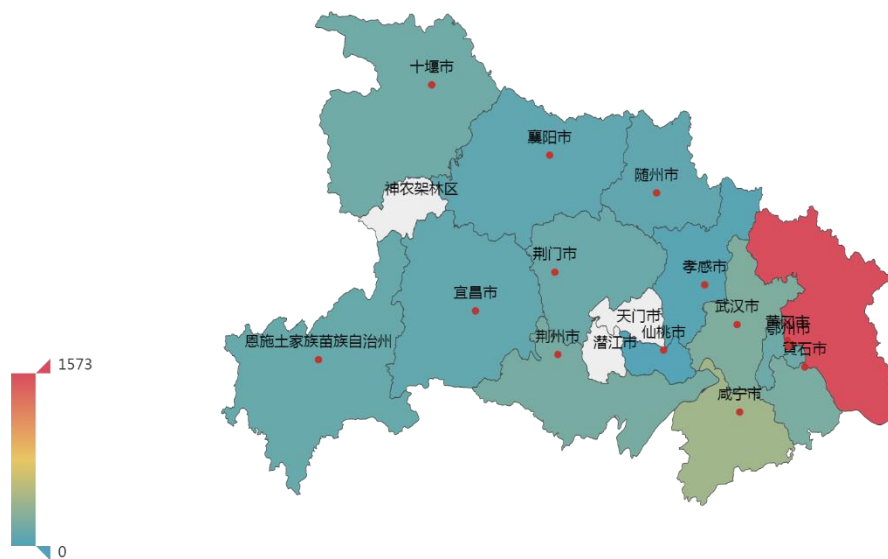 十堰市
襄阳市
随州市
神农架林区
荆门市
孝感市
宜昌市
武汉市
天门市
仙桃市
黄冈市
鄂州市
恩施土家族苗族自治州
荆州市
潜江市
黄石市
咸宁市
1573
0